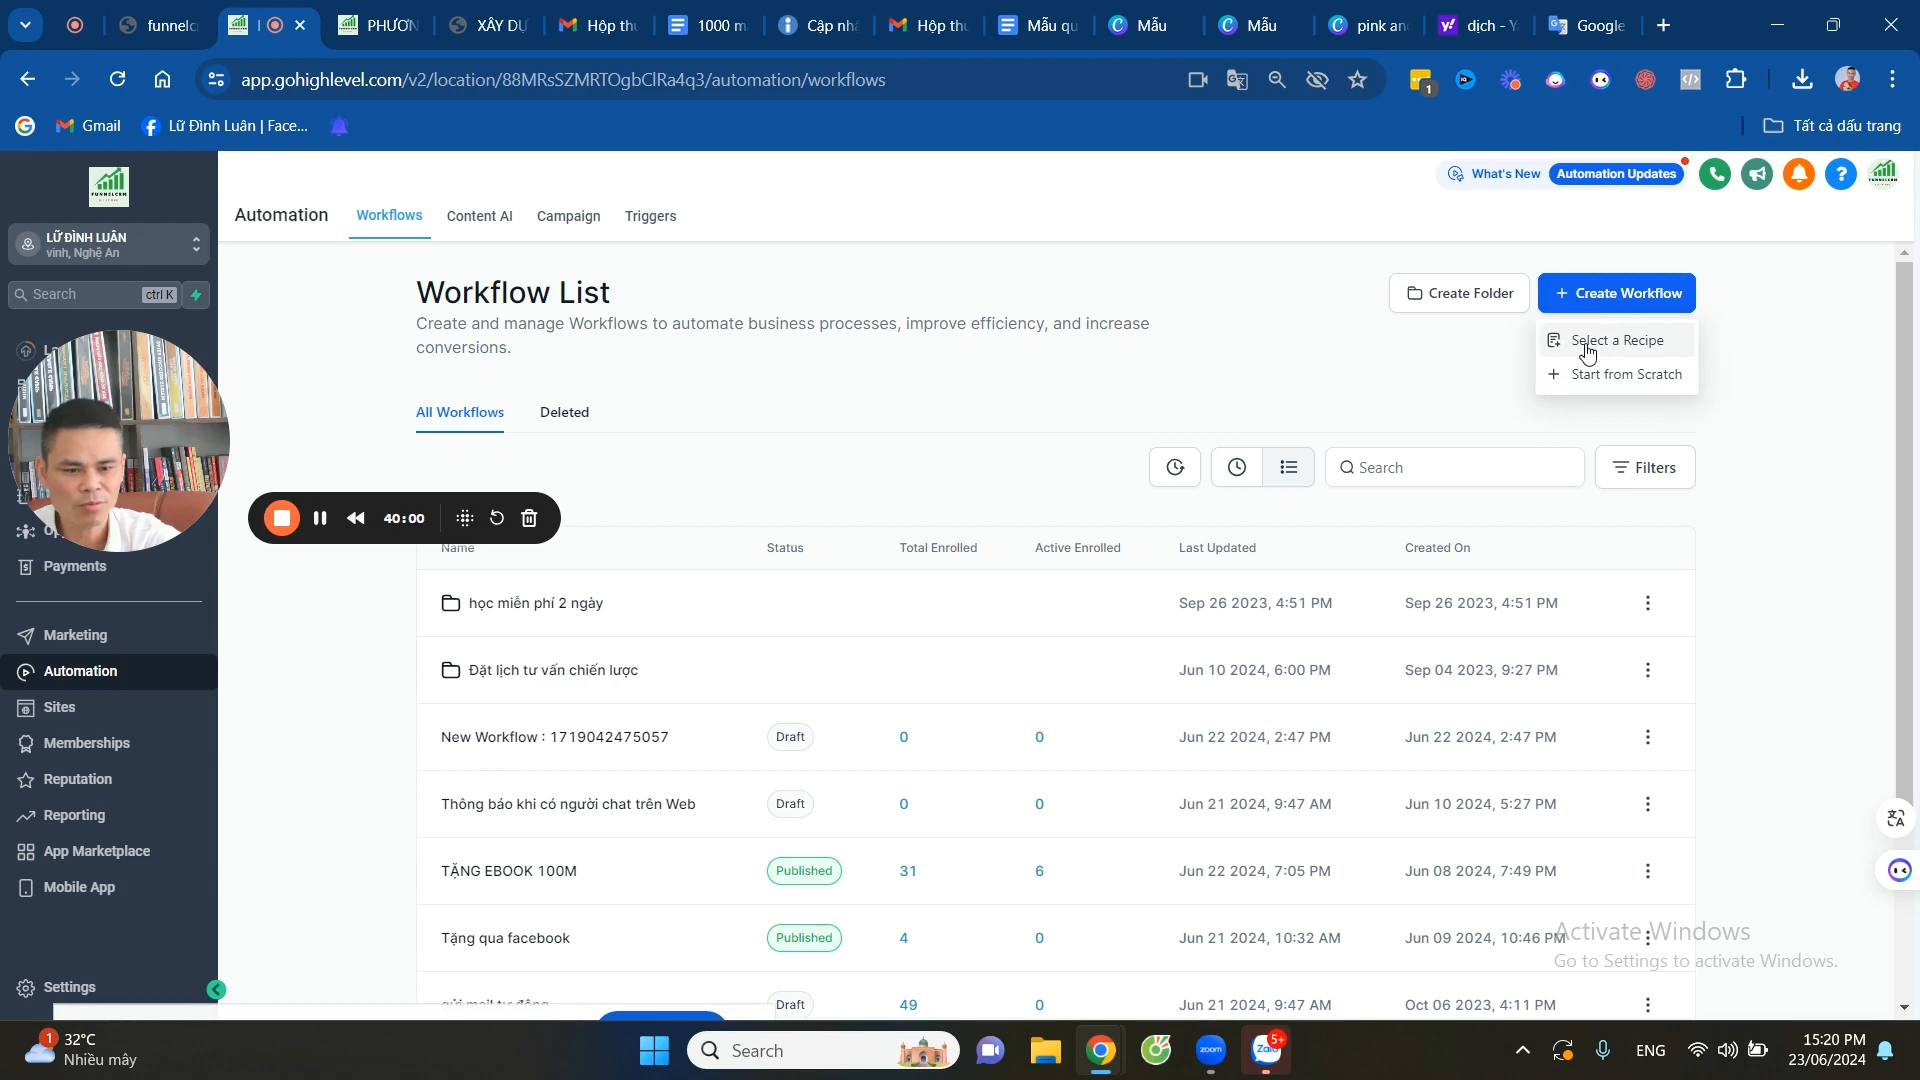 funnelc
PHƯƠN
XÂY DỰ
Hộp th
1000 m
Cập nh
Hộp th
Mẫu qu
Mẫu
Mẫu
pink an
dịch - Y
Google
app.gohighlevel.com/v2/location/88MRsSZMRTOgbClRa4q3/automation/workflows
1
Gmail
Lữ Đình Luân | Face...
Tất cả dấu trang
FUNNELCRM
What's New
Automation Updates
LỮ ĐÌNH LUÂN
vinh, Nghệ An
Automation
Workflows
Content AI
Campaign
Triggers
Search
ctrl K
Workflow List
Create Folder
+ Create Workflow
Create and manage Workflows to automate business processes, improve efficiency, and increase
conversions.
Select a Recipe
+ Start from Scratch
All Workflows
Deleted
Search
Filters
40:00
Name
Status
Total Enrolled
Active Enrolled
Last Updated
Created On
Payments
Marketing
Automation
Sites
Memberships
Reputation
Reporting
App Marketplace
Mobile App
Settings
học miễn phí 2 ngày
Sep 26 2023, 4:51 PM
Sep 26 2023, 4:51 PM
Đặt lịch tư vấn chiến lược
Jun 10 2024, 6:00 PM
Sep 04 2023, 9:27 PM
New Workflow : 1719042475057
Draft
0
0
Jun 22 2024, 2:47 PM
Jun 22 2024, 2:47 PM
Thông báo khi có người chat trên Web
Draft
0
0
Jun 21 2024, 9:47 AM
Jun 10 2024, 5:27 PM
TẶNG EBOOK 100M
Published
31
6
Jun 22 2024, 7:05 PM
Jun 08 2024, 7:49 PM
Tặng qua facebook
Published
4
0
Jun 21 2024, 10:32 AM
Jun 09 2024, 10:46 PM
gửi mail tự động
Draft
49
0
Jun 21 2024, 9:47 AM
Oct 06 2023, 4:11 PM
Activate Windows
Go to Settings to activate Windows.
1
32°C
Nhiều mây
Search
zoom
Zalo
5+
ENG
15:20 PM
23/06/2024